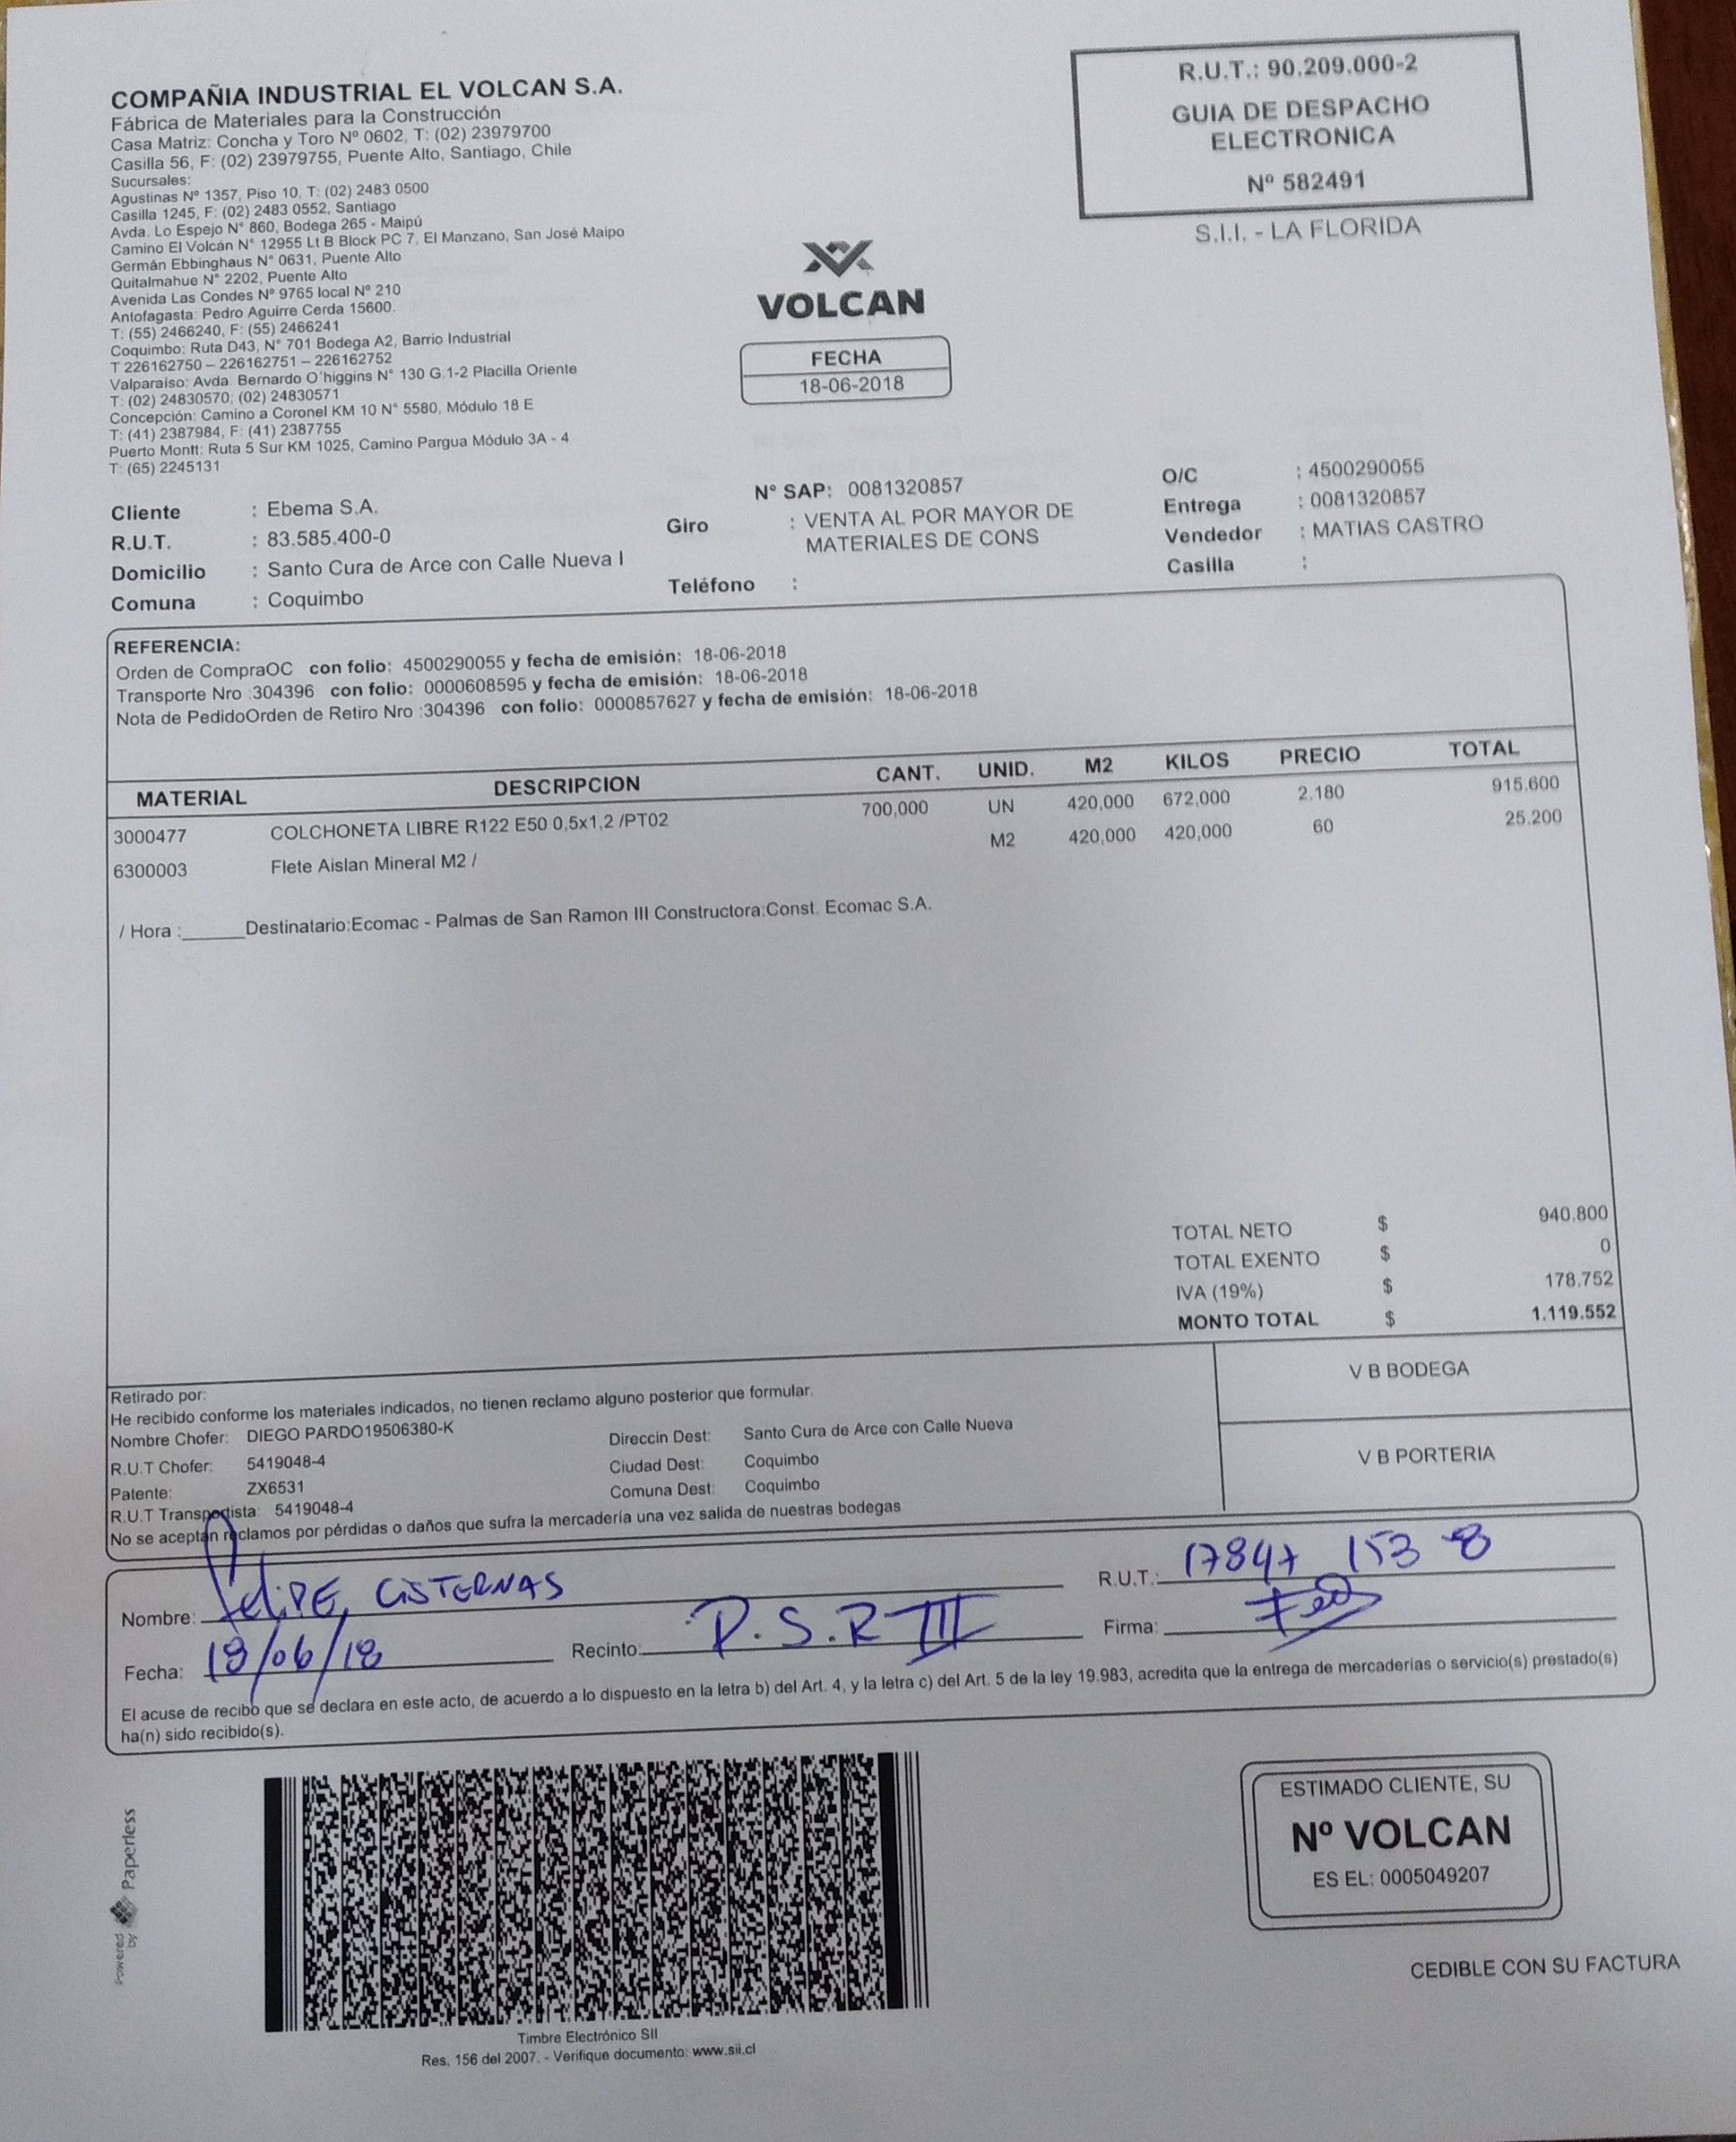 COMPAÑIA INDUSTRIAL EL VOLCAN S.A.
Fábrica de Materiales para la Construcción
Casa Matriz: Concha y Toro Nº 0602, T: (02) 23979700
Casilla 56, F: (02) 23979755, Puente Alto, Santiago, Chile
Sucursales:
Agustinas Nº 1357, Piso 10, T: (02) 2483 0500
Casilla 1245, F: (02) 2483 0552, Santiago
Avda. Lo Espejo N° 860, Bodega 265 - Maipú
Camino El Volcán N° 12955 Lt B Block PC 7, El Manzano, San José Maipo
Germán Ebbinghaus N° 0631, Puente Alto
Quitalmahue N° 2202, Puente Alto
Avenida Las Condes Nº 9765 local Nº 210
Antofagasta: Pedro Aguirre Cerda 15600.
T: (55) 2466240, F: (55) 2466241
Coquimbo: Ruta D43, N° 701 Bodega A2, Barrio Industrial
T 226162750 – 226162751 – 226162752
Valparaíso: Avda. Bernardo O'higgins N° 130 G.1-2 Placilla Oriente
T: (02) 24830570; (02) 24830571
Concepción: Camino a Coronel KM 10 N° 5580, Módulo 18 E
T: (41) 2387984, F: (41) 2387755
Puerto Montt: Ruta 5 Sur KM 1025, Camino Pargua Módulo 3A - 4
T: (65) 2245131
R.U.T.: 90.209.000-2
GUIA DE DESPACHO
ELECTRONICA
Nº 582491
S.I.I. - LA FLORIDA
VOLCAN
FECHA
18-06-2018
Cliente : Ebema S.A.
R.U.T. : 83.585.400-0
Domicilio : Santo Cura de Arce con Calle Nueva I
Comuna : Coquimbo
N° SAP: 0081320857
Giro : VENTA AL POR MAYOR DE
MATERIALES DE CONS
Teléfono :
O/C : 4500290055
Entrega : 0081320857
Vendedor : MATIAS CASTRO
Casilla :
REFERENCIA:
Orden de CompraOC con folio: 4500290055 y fecha de emisión: 18-06-2018
Transporte Nro :304396 con folio: 0000608595 y fecha de emisión: 18-06-2018
Nota de PedidoOrden de Retiro Nro :304396 con folio: 0000857627 y fecha de emisión: 18-06-2018
MATERIAL DESCRIPCION CANT. UNID. M2 KILOS PRECIO TOTAL
3000477 COLCHONETA LIBRE R122 E50 0,5x1,2 /PT02 700,000 UN 420,000 672,000 2.180 915.600
6300003 Flete Aislan Mineral M2 / M2 420,000 420,000 60 25.200
/ Hora :______Destinatario:Ecomac - Palmas de San Ramon III Constructora:Const. Ecomac S.A.
TOTAL NETO $ 940.800
TOTAL EXENTO $ 0
IVA (19%) $ 178.752
MONTO TOTAL $ 1.119.552
Retirado por:
He recibido conforme los materiales indicados, no tienen reclamo alguno posterior que formular.
Nombre Chofer: DIEGO PARDO19506380-K Direccin Dest: Santo Cura de Arce con Calle Nueva
R.U.T Chofer: 5419048-4 Ciudad Dest: Coquimbo
Patente: ZX6531 Comuna Dest: Coquimbo
R.U.T Transportista: 5419048-4
No se aceptan reclamos por pérdidas o daños que sufra la mercadería una vez salida de nuestras bodegas
V B BODEGA
V B PORTERIA
Nombre: FeLiPE, CiSTERNAS R.U.T.: 17847 153 8
Fecha: 19/06/18 Recinto: P.S.R III Firma:
El acuse de recibo que se declara en este acto, de acuerdo a lo dispuesto en la letra b) del Art. 4, y la letra c) del Art. 5 de la ley 19.983, acredita que la entrega de mercaderías o servicio(s) prestado(s)
ha(n) sido recibido(s).
Powered by Paperless
Timbre Electrónico SII
Res. 156 del 2007. - Verifique documento: www.sii.cl
ESTIMADO CLIENTE, SU
Nº VOLCAN
ES EL: 0005049207
CEDIBLE CON SU FACTURA